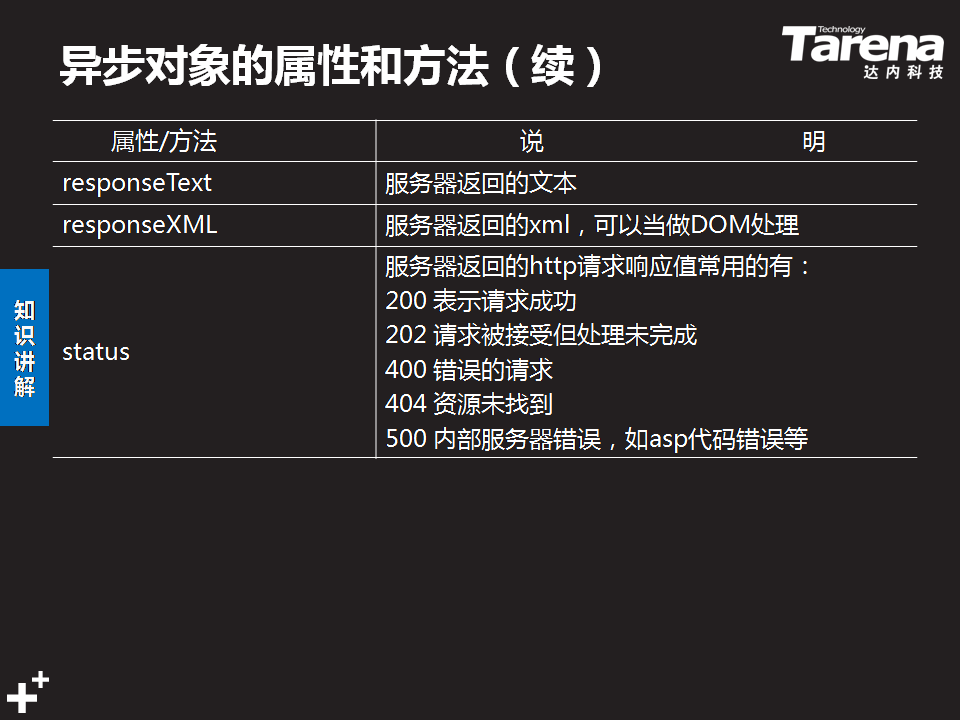 异步对象的属性和方法（续）
Technology
Tarena
达内科技
属性/方法 说 明
responseText 服务器返回的文本
responseXML 服务器返回的xml，可以当做DOM处理
status
服务器返回的http请求响应值常用的有：
200 表示请求成功
202 请求被接受但处理未完成
400 错误的请求
404 资源未找到
500 内部服务器错误，如asp代码错误等
知识讲解